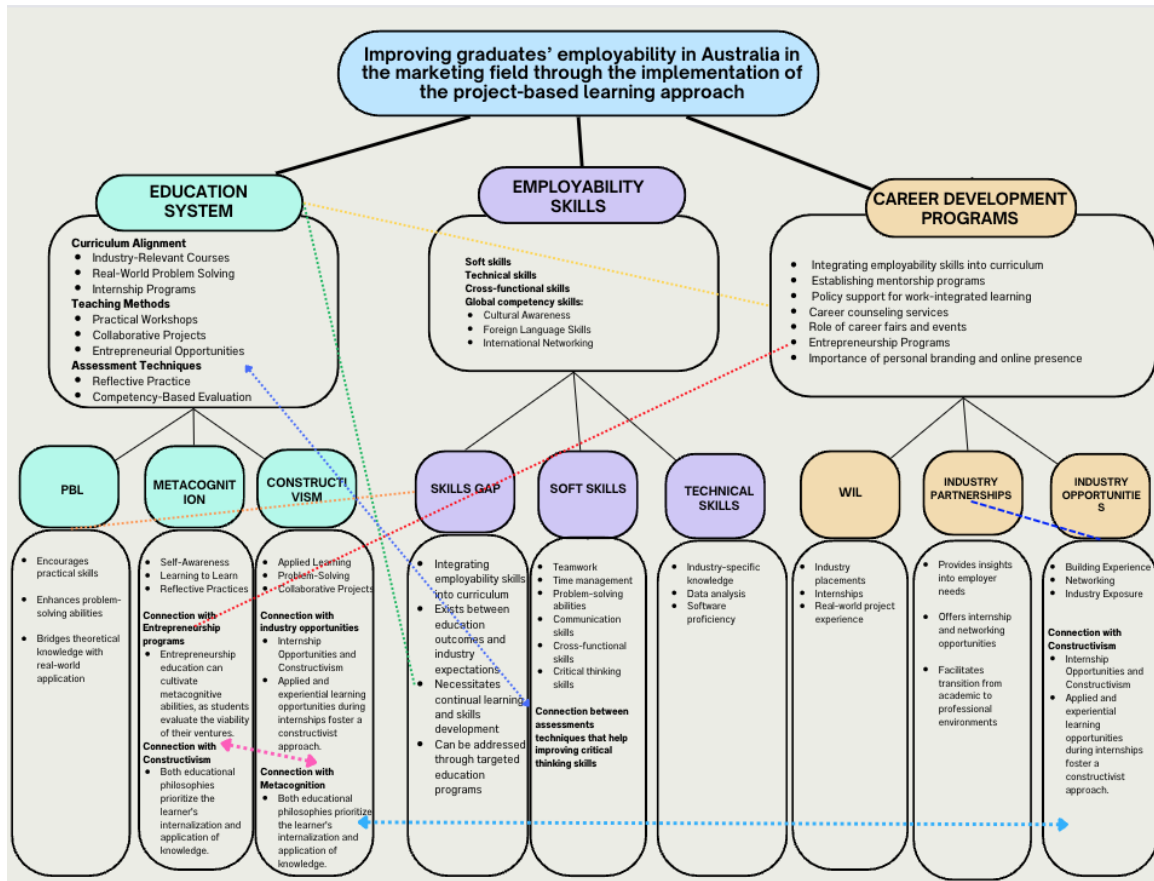 Improving graduates' employability in Australia in
the marketing field through the implementation of
the project-based learning approach
EDUCATION
SYSTEM
Curriculum Alignment
• Industry-Relevant Courses
• Real-World Problem Solving
• Internship Programs
Teaching Methods
• Practical Workshops
• Collaborative Projects
• Entrepreneurial Opportunities
Assessment Techniques
• Reflective Practice
• Competency-Based Evaluation
EMPLOYABILITY
SKILLS
Soft skills
Technical skills
Cross-functional skills
Global competency skills:
• Cultural Awareness
• Foreign Language Skills
• International Networking
CAREER DEVELOPMENT
PROGRAMS
• Integrating employability skills into curriculum
• Establishing mentorship programs
• Policy support for work-integrated learning
• Career counseling services
• Role of career fairs and events
• Entrepreneurship Programs
• Importance of personal branding and online presence
PBL
• Encourages
practical skills
• Enhances problem-
solving abilities
• Bridges theoretical
knowledge with
real-world
application
METACOGNIT
ION
• Self-Awareness
• Learning to Learn
• Reflective Practices
Connection with
Entrepreneurship
programs
• Entrepreneurship
education can
cultivate
metacognitive
abilities, as students
evaluate the viability
of their ventures.
Connection with
Constructivism
• Both educational
philosophies
prioritize the
learner's
internalization and
application of
knowledge.
CONSTRUCTI
VISM
• Applied Learning
• Problem-Solving
• Collaborative Projects
Connection with
industry opportunities
• Internship
Opportunities and
Constructivism
• Applied and
experiential learning
opportunities during
internships foster a
constructivist
approach.
Connection with
Metacognition
• Both educational
philosophies prioritize
the learner's
internalization and
application of
knowledge.
SKILLS GAP
• Integrating
employability skills
into curriculum
• Exists between
education
outcomes and
industry
expectations
• Necessitates
continual learning
and skills
development
• Can be addressed
through targeted
education
programs
SOFT SKILLS
• Teamwork
• Time management
• Problem-solving
abilities
• Communication
skills
• Cross-functional
skills
• Critical thinking
skills
Connection between
assessments
techniques that help
improving critical
thinking skills
TECHNICAL
SKILLS
• Industry-specific
knowledge
• Data analysis
• Software
proficiency
WIL
• Industry
placements
• Internships
• Real-world project
experience
INDUSTRY
PARTNERSHIPS
• Provides insights
into employer
needs
• Offers internship
and networking
opportunities
• Facilitates
transition from
academic to
professional
environments
INDUSTRY
OPPORTUNITIE
S
• Building Experience
• Networking
• Industry Exposure
Connection with
Constructivism
• Internship
Opportunities and
Constructivism
• Applied and
experiential
learning
opportunities
during internships
foster a
constructivist
approach.